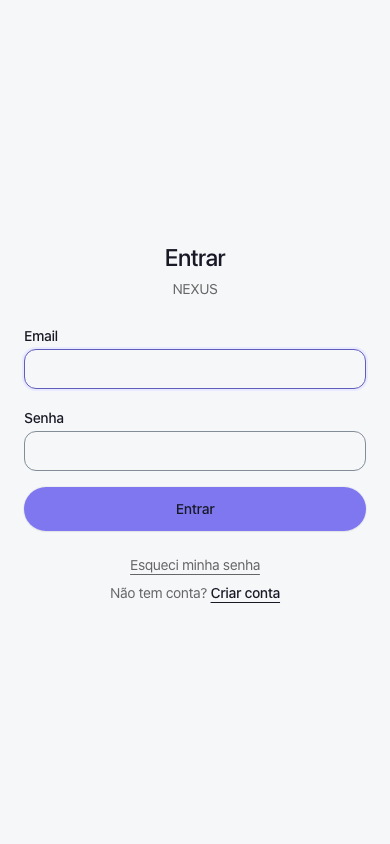 Entrar
NEXUS
Email
Senha
Entrar
Esqueci minha senha
Não tem conta? Criar conta